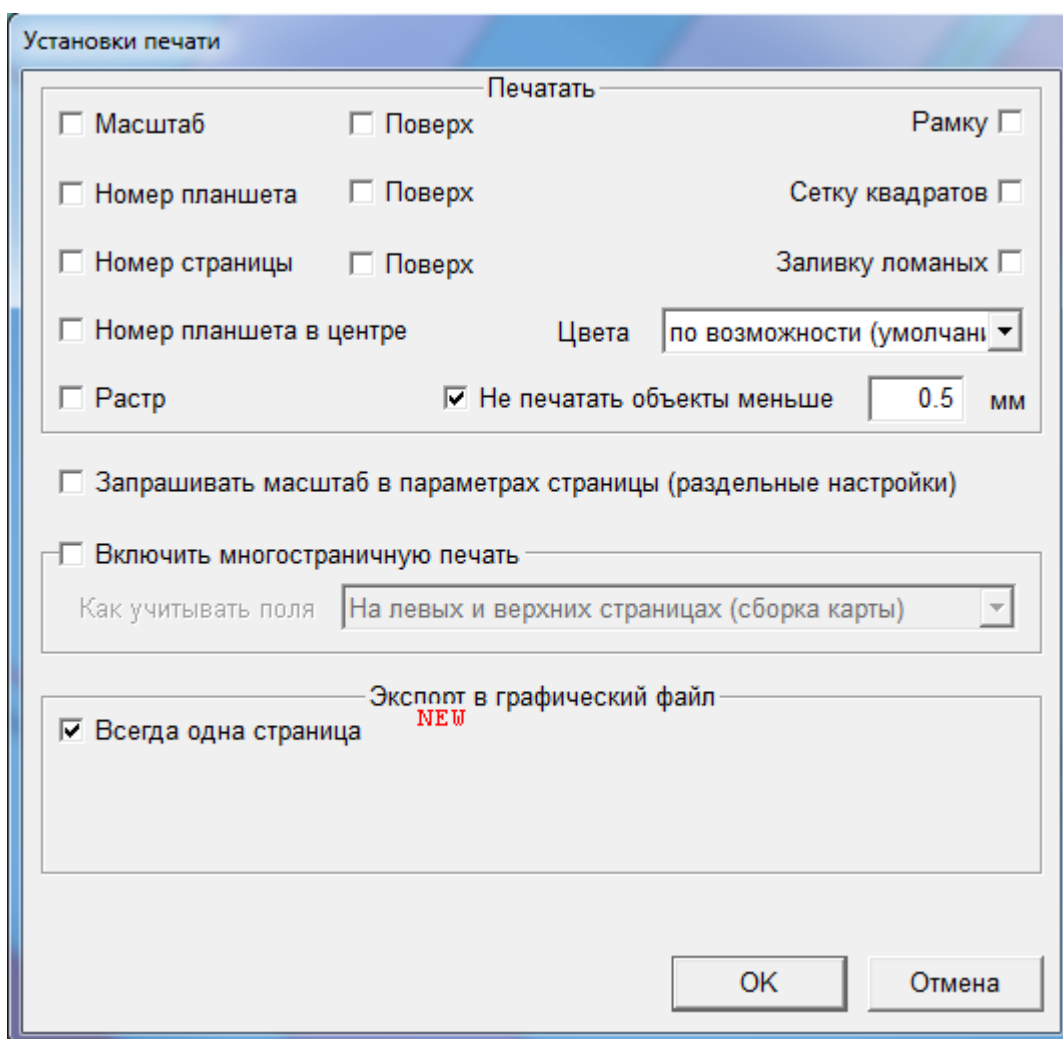 Установки печати
Печатать
Масштаб Поверх Рамку
Номер планшета Поверх Сетку квадратов
Номер страницы Поверх Заливку ломаных
Номер планшета в центре Цвета по возможности (умолчани
Растр Не печатать объекты меньше 0.5 мм
Запрашивать масштаб в параметрах страницы (раздельные настройки)
Включить многостраничную печать
Как учитывать поля На левых и верхних страницах (сборка карты)
Экспорт в графический файл
NEW
Всегда одна страница
OK Отмена